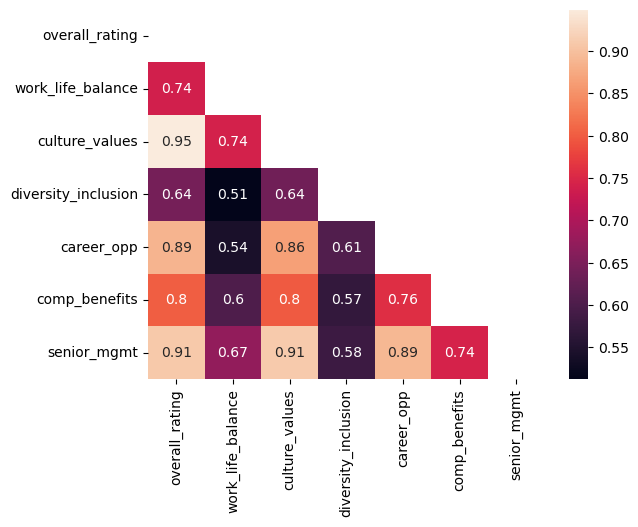 overall_rating
work_life_balance 0.74
culture_values 0.95 0.74
diversity_inclusion 0.64 0.51 0.64
career_opp 0.89 0.54 0.86 0.61
comp_benefits 0.8 0.6 0.8 0.57 0.76
senior_mgmt 0.91 0.67 0.91 0.58 0.89 0.74
overall_rating
work_life_balance
culture_values
diversity_inclusion
career_opp
comp_benefits
senior_mgmt
0.90
0.85
0.80
0.75
0.70
0.65
0.60
0.55